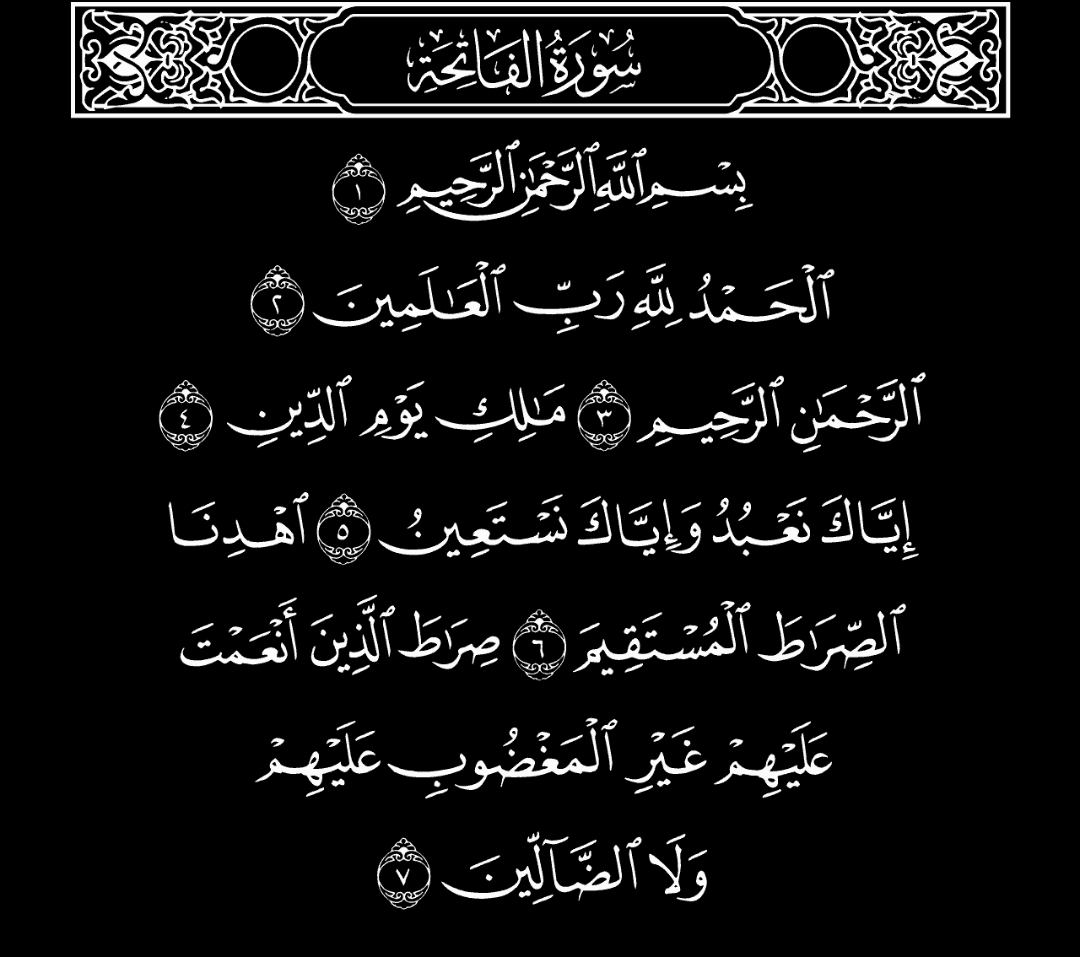 سُورَةُ الْفَاتِحَةِ
بِسْمِ ٱللَّهِ ٱلرَّحْمَـٰنِ ٱلرَّحِيمِ ١
ٱلْحَمْدُ لِلَّهِ رَبِّ ٱلْعَـٰلَمِينَ ٢
ٱلرَّحْمَـٰنِ ٱلرَّحِيمِ ٣ مَـٰلِكِ يَوْمِ ٱلدِّينِ ٤
إِيَّاكَ نَعْبُدُ وَإِيَّاكَ نَسْتَعِينُ ٥ ٱهْدِنَا
ٱلصِّرَٰطَ ٱلْمُسْتَقِيمَ ٦ صِرَٰطَ ٱلَّذِينَ أَنْعَمْتَ
عَلَيْهِمْ غَيْرِ ٱلْمَغْضُوبِ عَلَيْهِمْ
وَلَا ٱلضَّآلِّينَ ٧